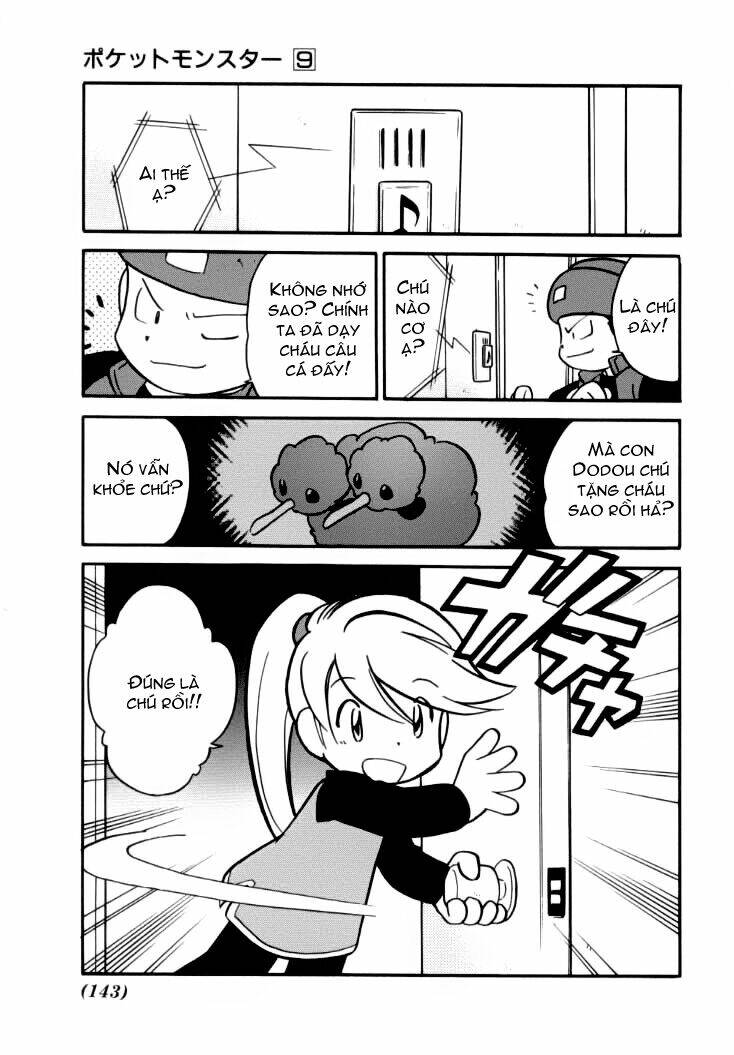 ポケットモンスター 9
AI THẾ
Ạ?
LÀ CHÚ
ĐÂY!
CHÚ
NÀO
CƠ
Ạ?
KHÔNG NHỚ
SAO? CHÍNH
TA ĐÃ DẠY
CHÁU CÂU
CÁ ĐẤY!
MÀ CON
DODOU CHÚ
TẶNG CHÁU
SAO RỒI HẢ?
NÓ VẪN
KHỎE CHỨ?
ガチャ
ĐÚNG LÀ
CHÚ RỒI!!
(143)